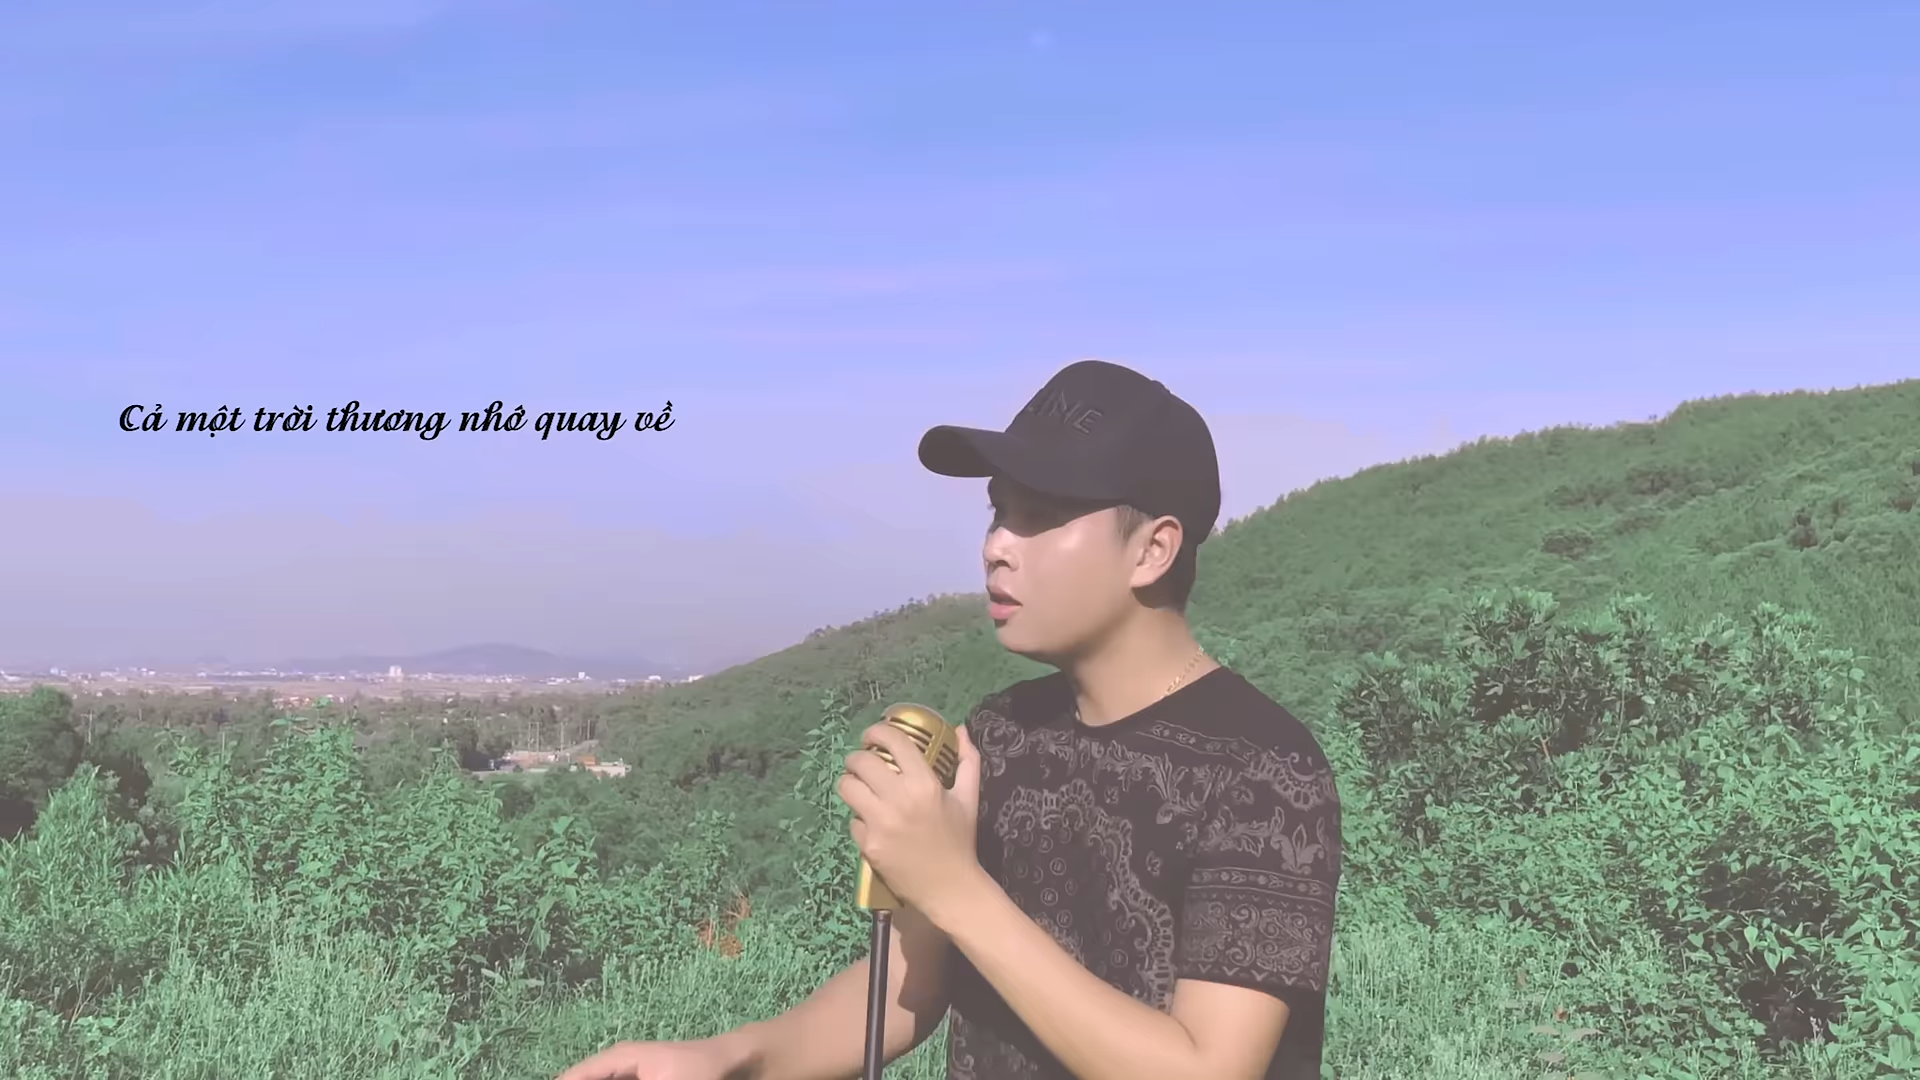 Cả một trời thương nhớ quay về